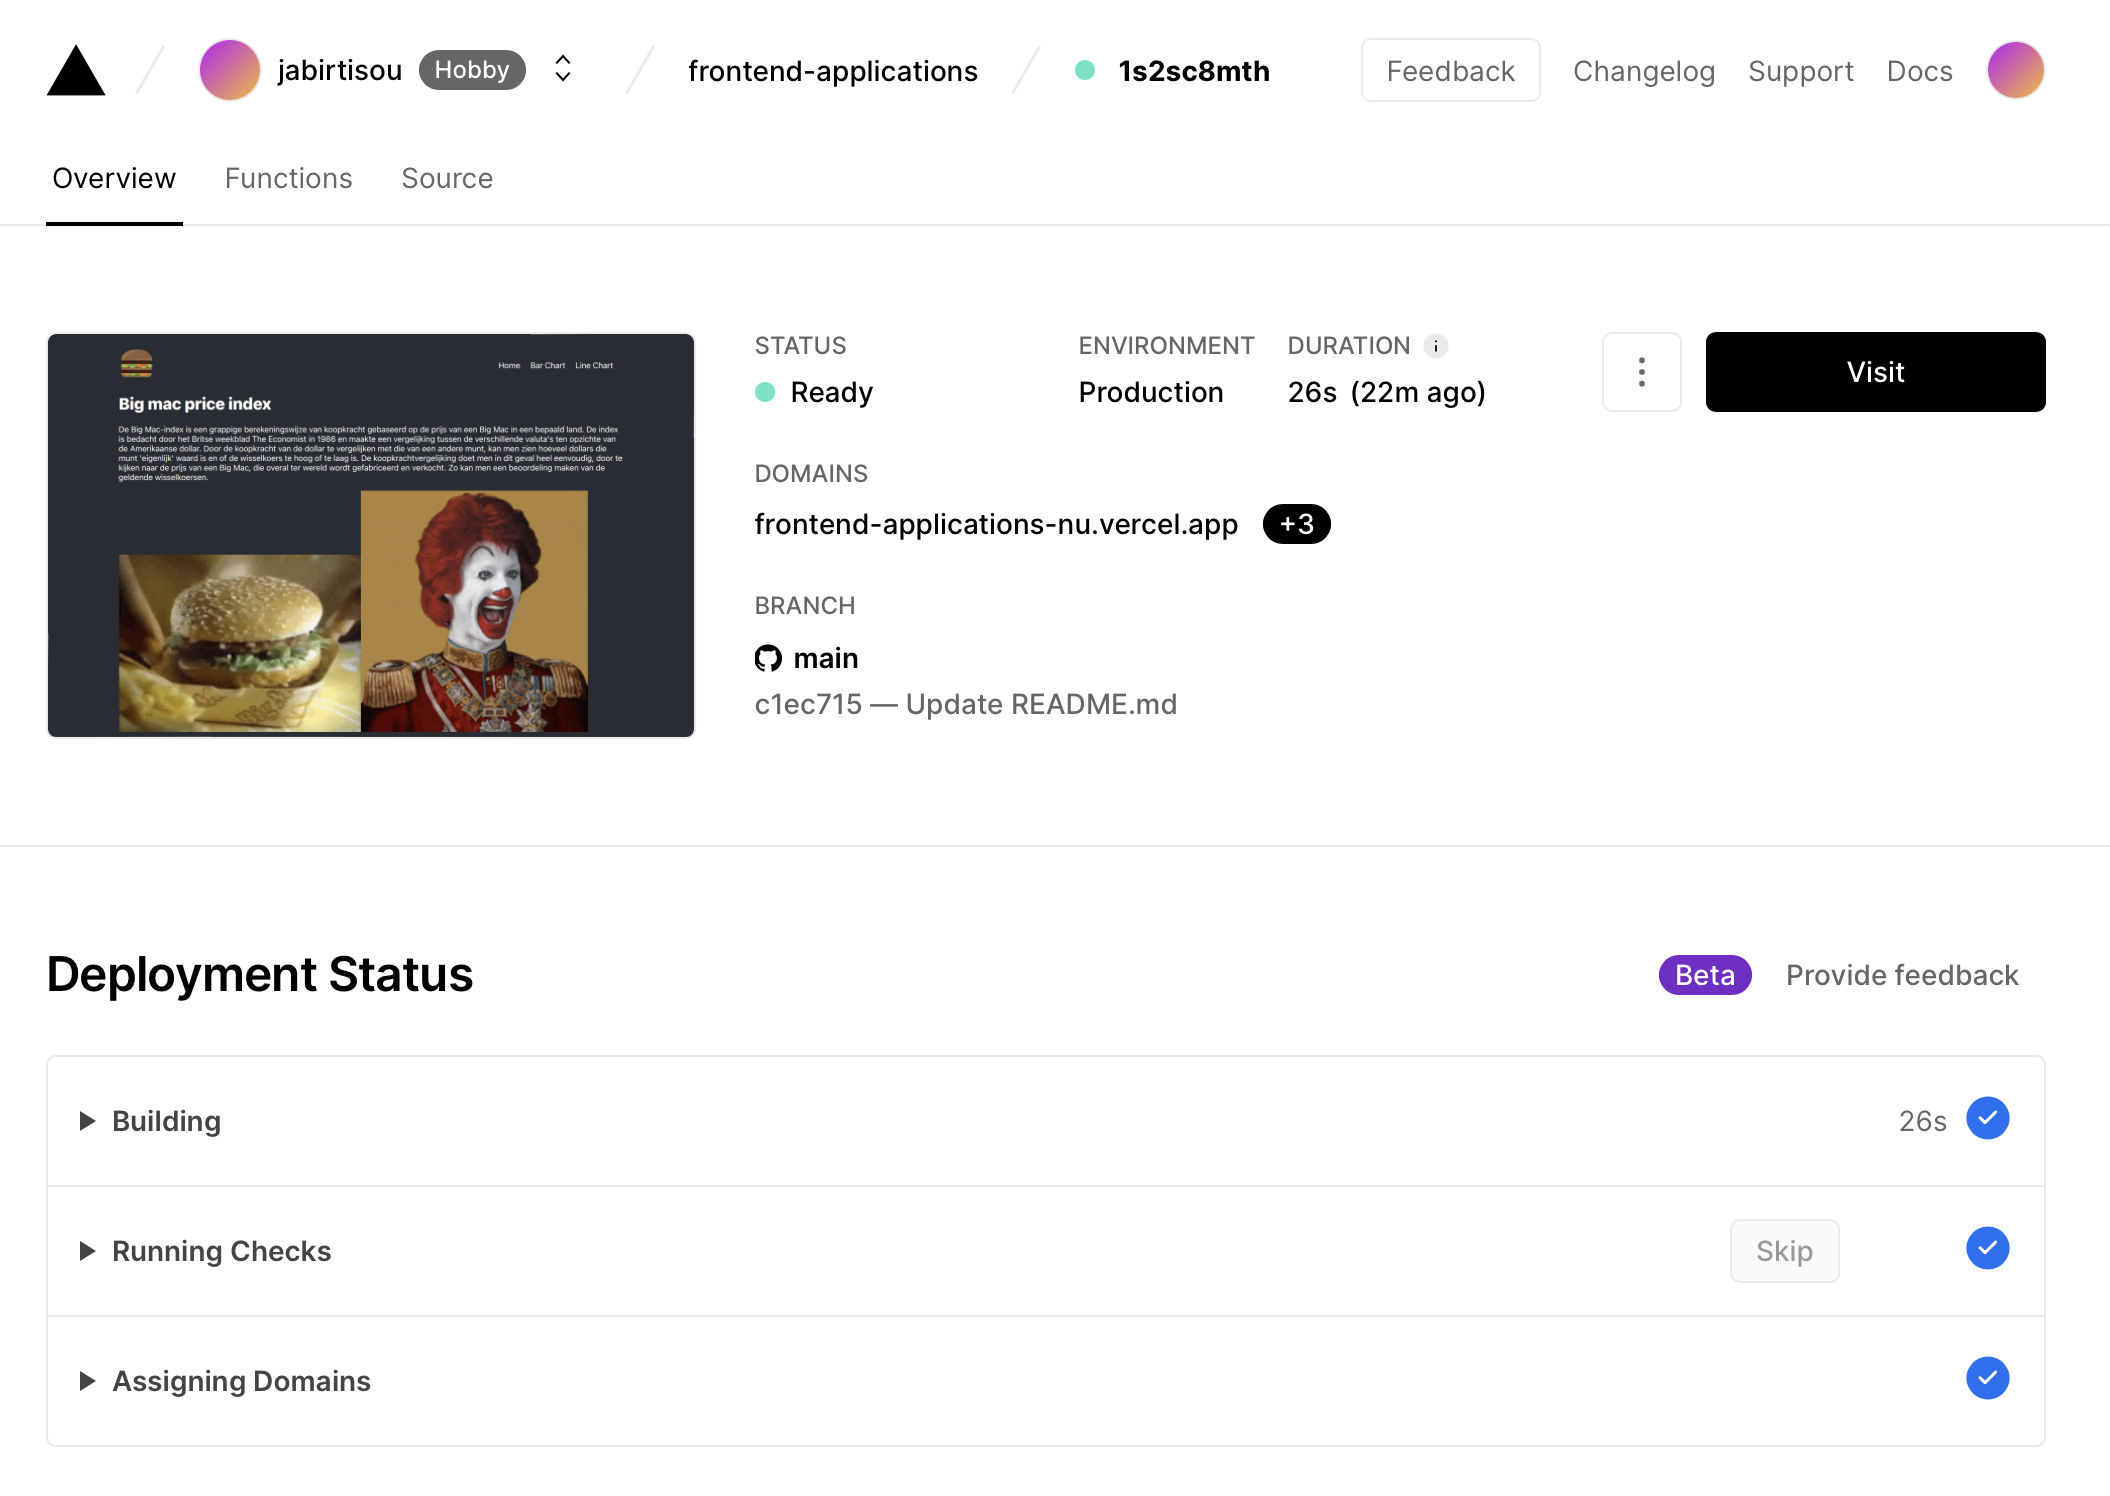 jabirtisou Hobby frontend-applications 1s2sc8mth Feedback Changelog Support Docs
Overview Functions Source
Home Bar Chart Line Chart
Big mac price index
De Big Mac-index is een grappige berekeningswijze van koopkracht gebaseerd op de prijs van een Big Mac in een bepaald land. De index
is bedacht door het Britse weekblad The Economist in 1986 en maakte een vergelijking tussen de verschillende valuta's ten opzichte van
de Amerikaanse dollar. Door de koopkracht van de dollar te vergelijken met die van een andere munt, kan men zien hoeveel dollars die
munt 'eigenlijk' waard is en of de wisselkoers te hoog of te laag is. De koopkrachtvergelijking doet men in dit geval heel eenvoudig, door te
kijken naar de prijs van een Big Mac, die overal ter wereld wordt gefabriceerd en verkocht. Zo kan men een beoordeling maken van de
geldende wisselkoersen.
STATUS ENVIRONMENT DURATION i
Ready Production 26s (22m ago)
Visit
DOMAINS
frontend-applications-nu.vercel.app +3
BRANCH
main
c1ec715 — Update README.md
Deployment Status Beta Provide feedback
Building 26s
Running Checks Skip
Assigning Domains